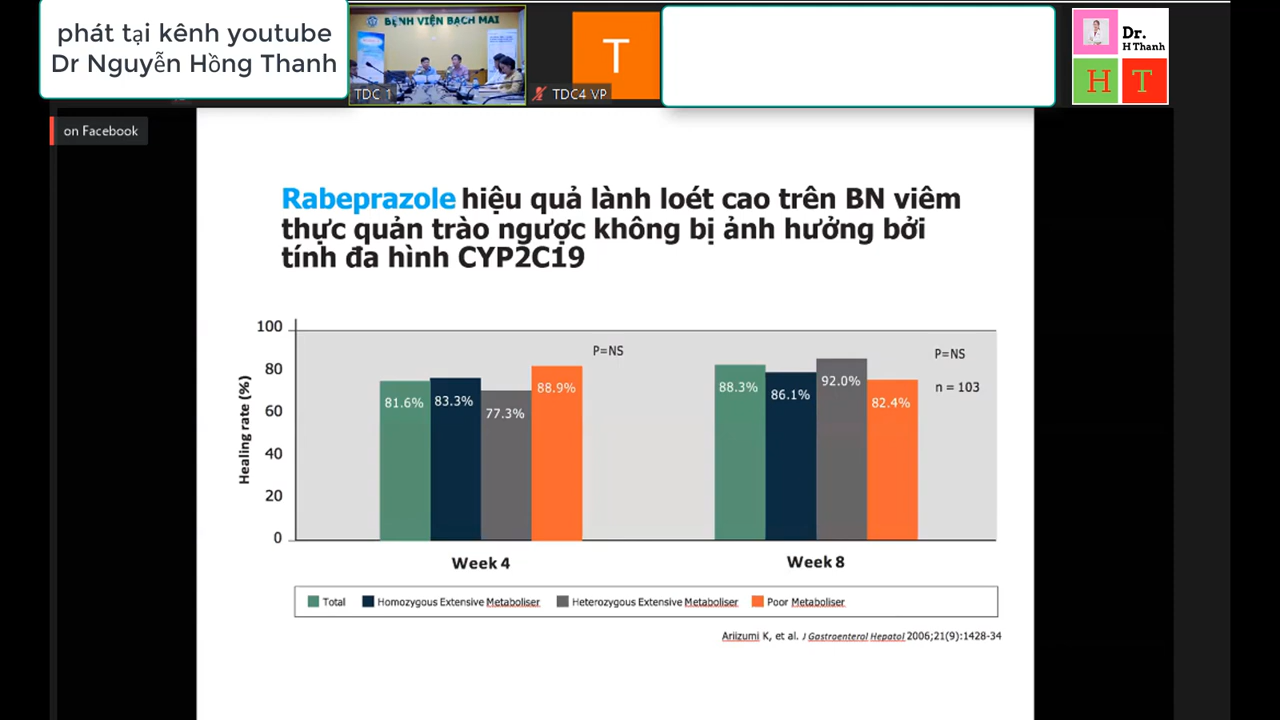 phát tại kênh youtube
Dr Nguyễn Hồng Thanh
BỆNH VIỆN BẠCH MAI
TDC 1
T
TDC4 VP
Dr.
H Thanh
H T
on Facebook
Rabeprazole hiệu quả lành loét cao trên BN viêm
thực quản trào ngược không bị ảnh hưởng bởi
tính đa hình CYP2C19
Healing rate (%)
100
80
60
40
20
0
81.6%
83.3%
77.3%
88.9%
P=NS
88.3%
86.1%
92.0%
82.4%
P=NS
n = 103
Week 4
Week 8
Total
Homozygous Extensive Metaboliser
Heterozygous Extensive Metaboliser
Poor Metaboliser
Ariizumi K, et al. J Gastroenterol Hepatol 2006;21(9):1428-34